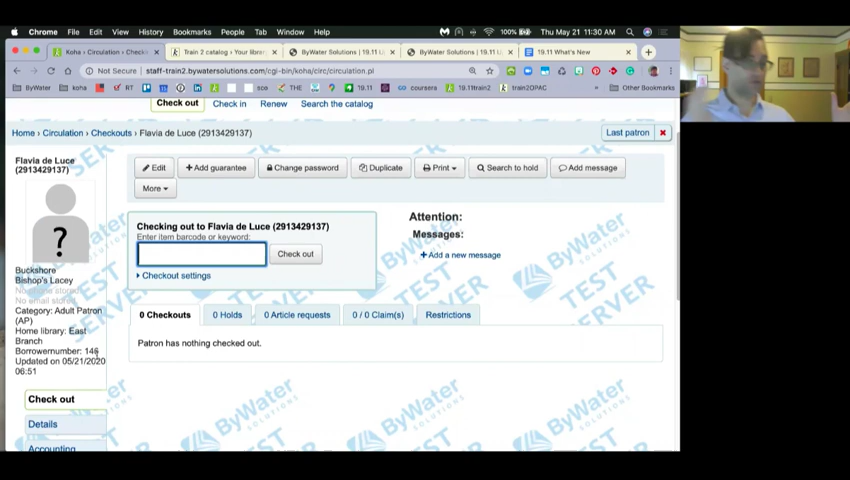 Chrome File Edit View History Bookmarks People Tab Window Help 100% Thu May 21 11:30 AM
Koha › Circulation › Check
Train 2 catalog › Your librar
ByWater Solutions | 19.11 U
ByWater Solutions | 19.11 U
19.11 What's New
Not Secure | staff-train2.bywatersolutions.com/cgi-bin/koha/circ/circulation.pl
ByWater koha RT sco THE 19.11 coursera 19.11train2 train2OPAC » Other Bookmarks
Check out Check in Renew Search the catalog
Home › Circulation › Checkouts › Flavia de Luce (2913429137)
Last patron
Flavia de Luce
(2913429137)
Edit + Add guarantee Change password Duplicate Print Search to hold Add message
More
?
Checking out to Flavia de Luce (2913429137)
Enter item barcode or keyword:
Check out
Checkout settings
Attention:
Messages:
+ Add a new message
Buckshore
Bishop's Lacey
No phone stored.
No email stored.
Category: Adult Patron
(AP)
Home library: East
Branch
Borrowernumber: 146
Updated on 05/21/2020
06:51
0 Checkouts 0 Holds 0 Article requests 0 / 0 Claim(s) Restrictions
Patron has nothing checked out.
Check out
Details
Accounting
ByWater
SOLUTIONS
TEST
SERVER